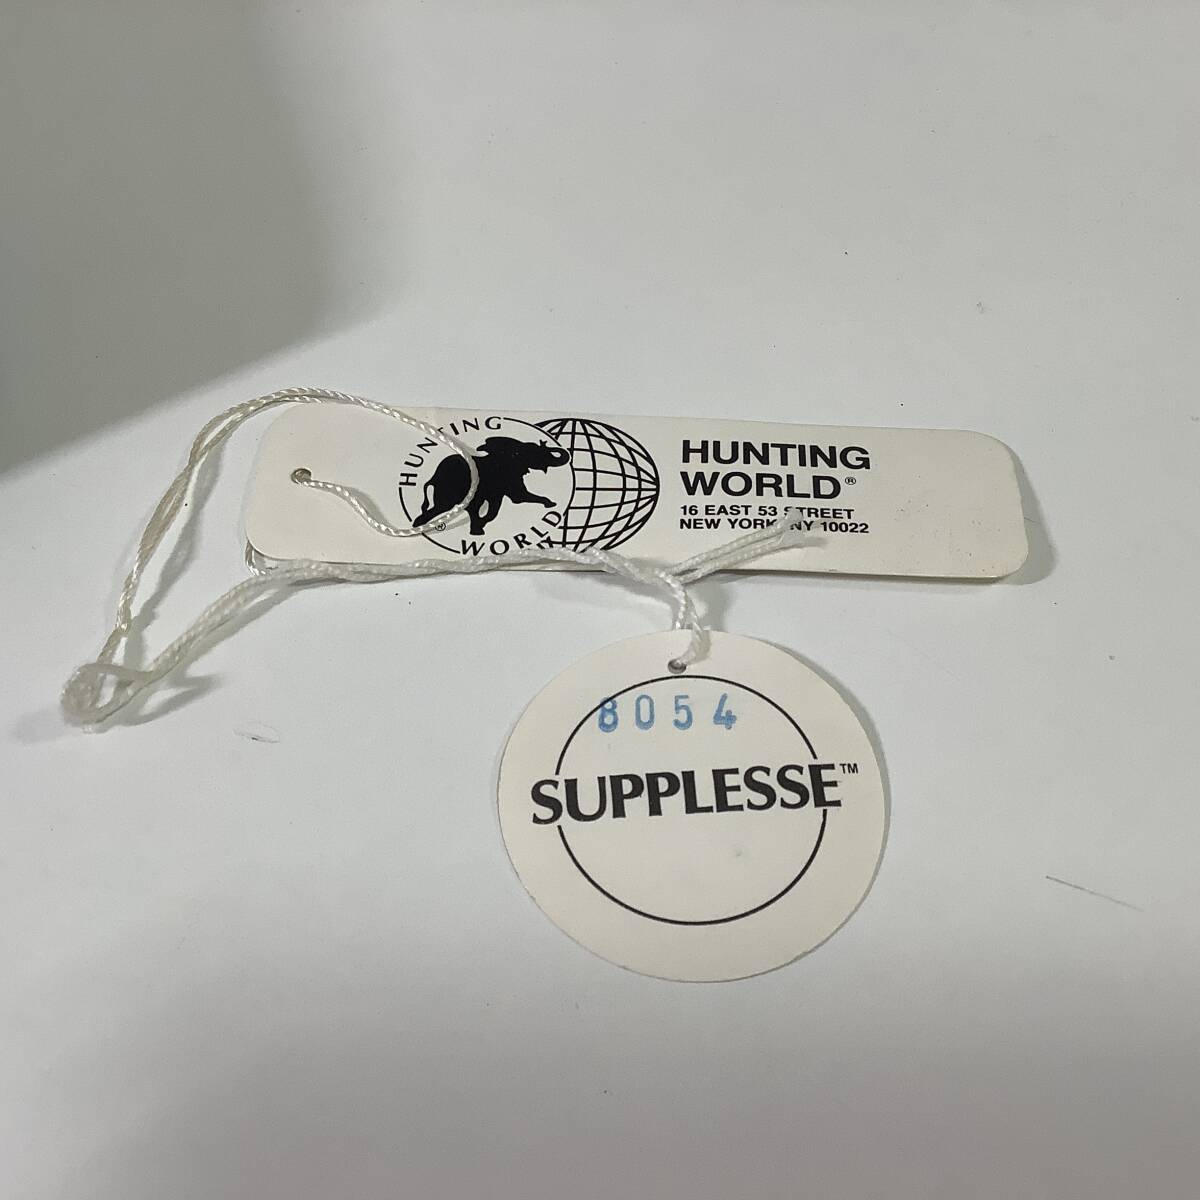 HUNTING
WORLD ®
HUNTING
WORLD®
16 EAST 53 STREET
NEW YORK NY 10022
8054
SUPPLESSE™